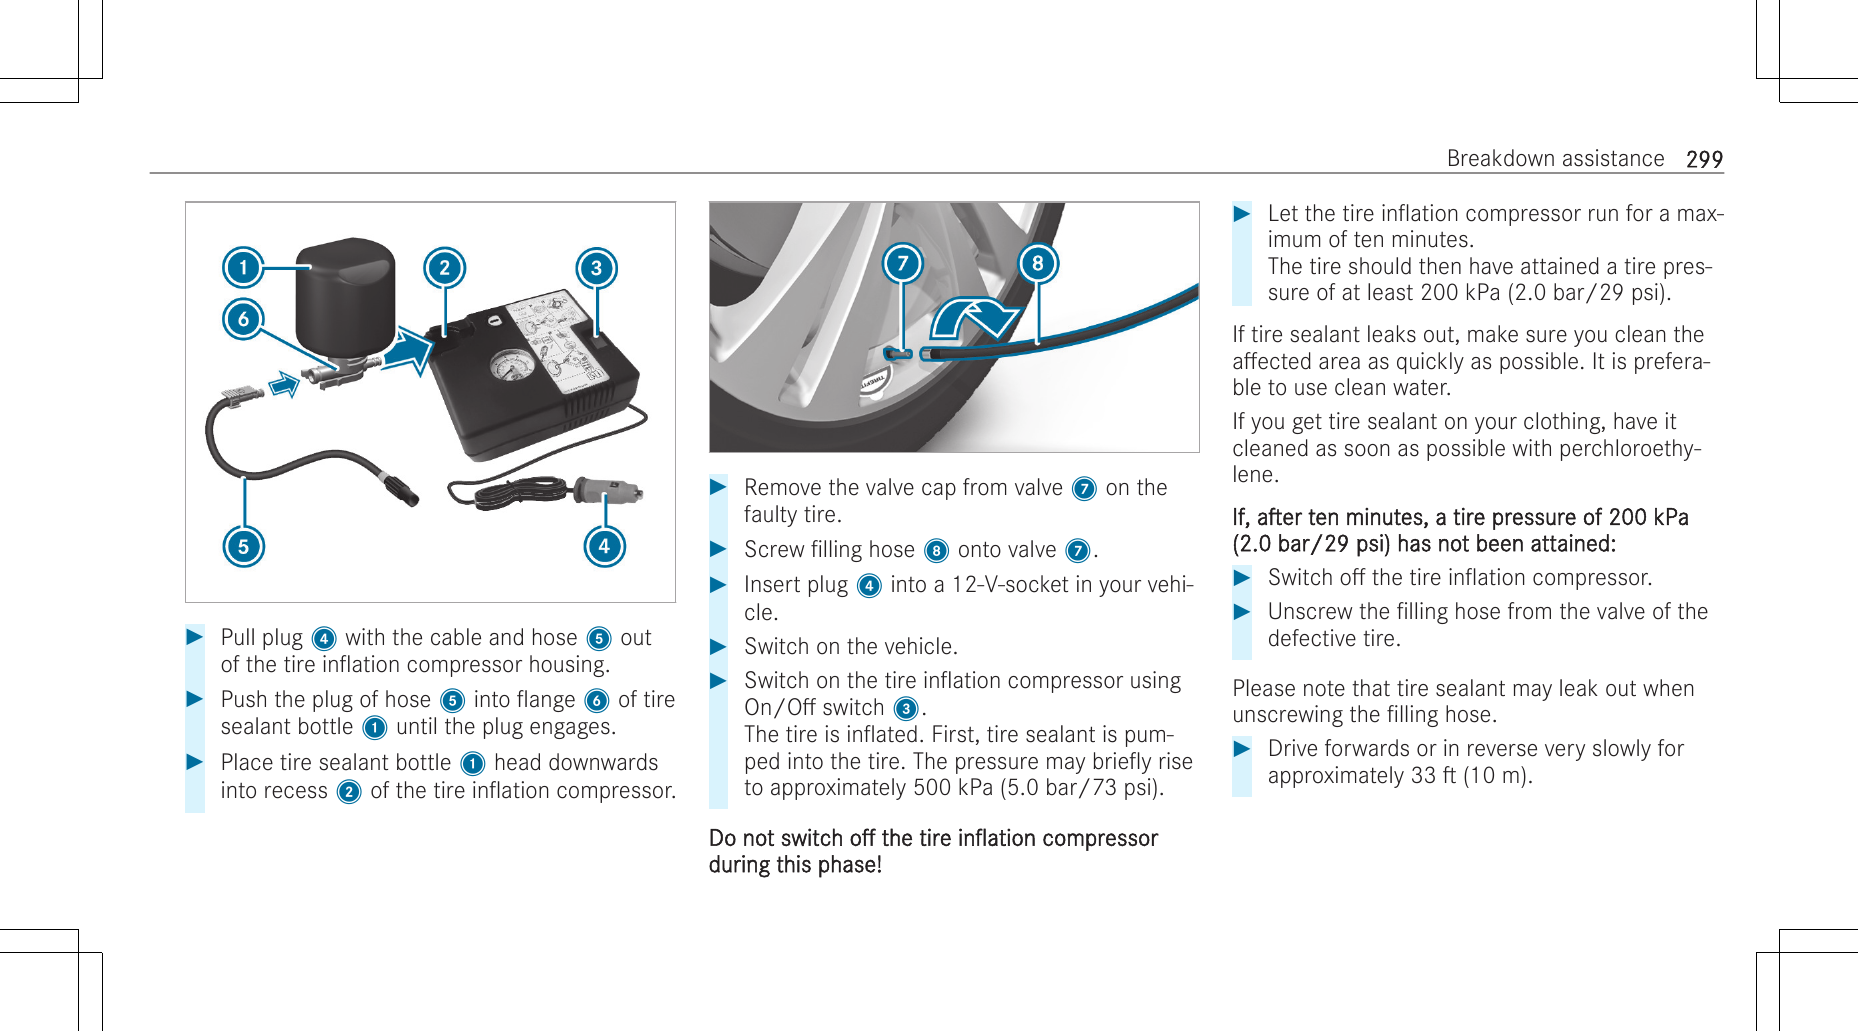 Breakdown assistance 299
1
2
3
6
5
4
▶ Pull plug 4 with the cable and hose 5 out
of the tire inflation compressor housing.
▶ Push the plug of hose 5 into flange 6 of tire
sealant bottle 1 until the plug engages.
▶ Place tire sealant bottle 1 head downwards
into recess 2 of the tire inflation compressor.
7
8
TIREFIT
▶ Remove the valve cap from valve 7 on the
faulty tire.
▶ Screw filling hose 8 onto valve 7.
▶ Insert plug 4 into a 12-V-socket in your vehi-
cle.
▶ Switch on the vehicle.
▶ Switch on the tire inflation compressor using
On/Off switch 3.
The tire is inflated. First, tire sealant is pum-
ped into the tire. The pressure may briefly rise
to approximately 500 kPa (5.0 bar/73 psi).
Do not switch off the tire inflation compressor
during this phase!
▶ Let the tire inflation compressor run for a max-
imum of ten minutes.
The tire should then have attained a tire pres-
sure of at least 200 kPa (2.0 bar/29 psi).
If tire sealant leaks out, make sure you clean the
affected area as quickly as possible. It is prefera-
ble to use clean water.
If you get tire sealant on your clothing, have it
cleaned as soon as possible with perchloroethy-
lene.
If, after ten minutes, a tire pressure of 200 kPa
(2.0 bar/29 psi) has not been attained:
▶ Switch off the tire inflation compressor.
▶ Unscrew the filling hose from the valve of the
defective tire.
Please note that tire sealant may leak out when
unscrewing the filling hose.
▶ Drive forwards or in reverse very slowly for
approximately 33 ft (10 m).